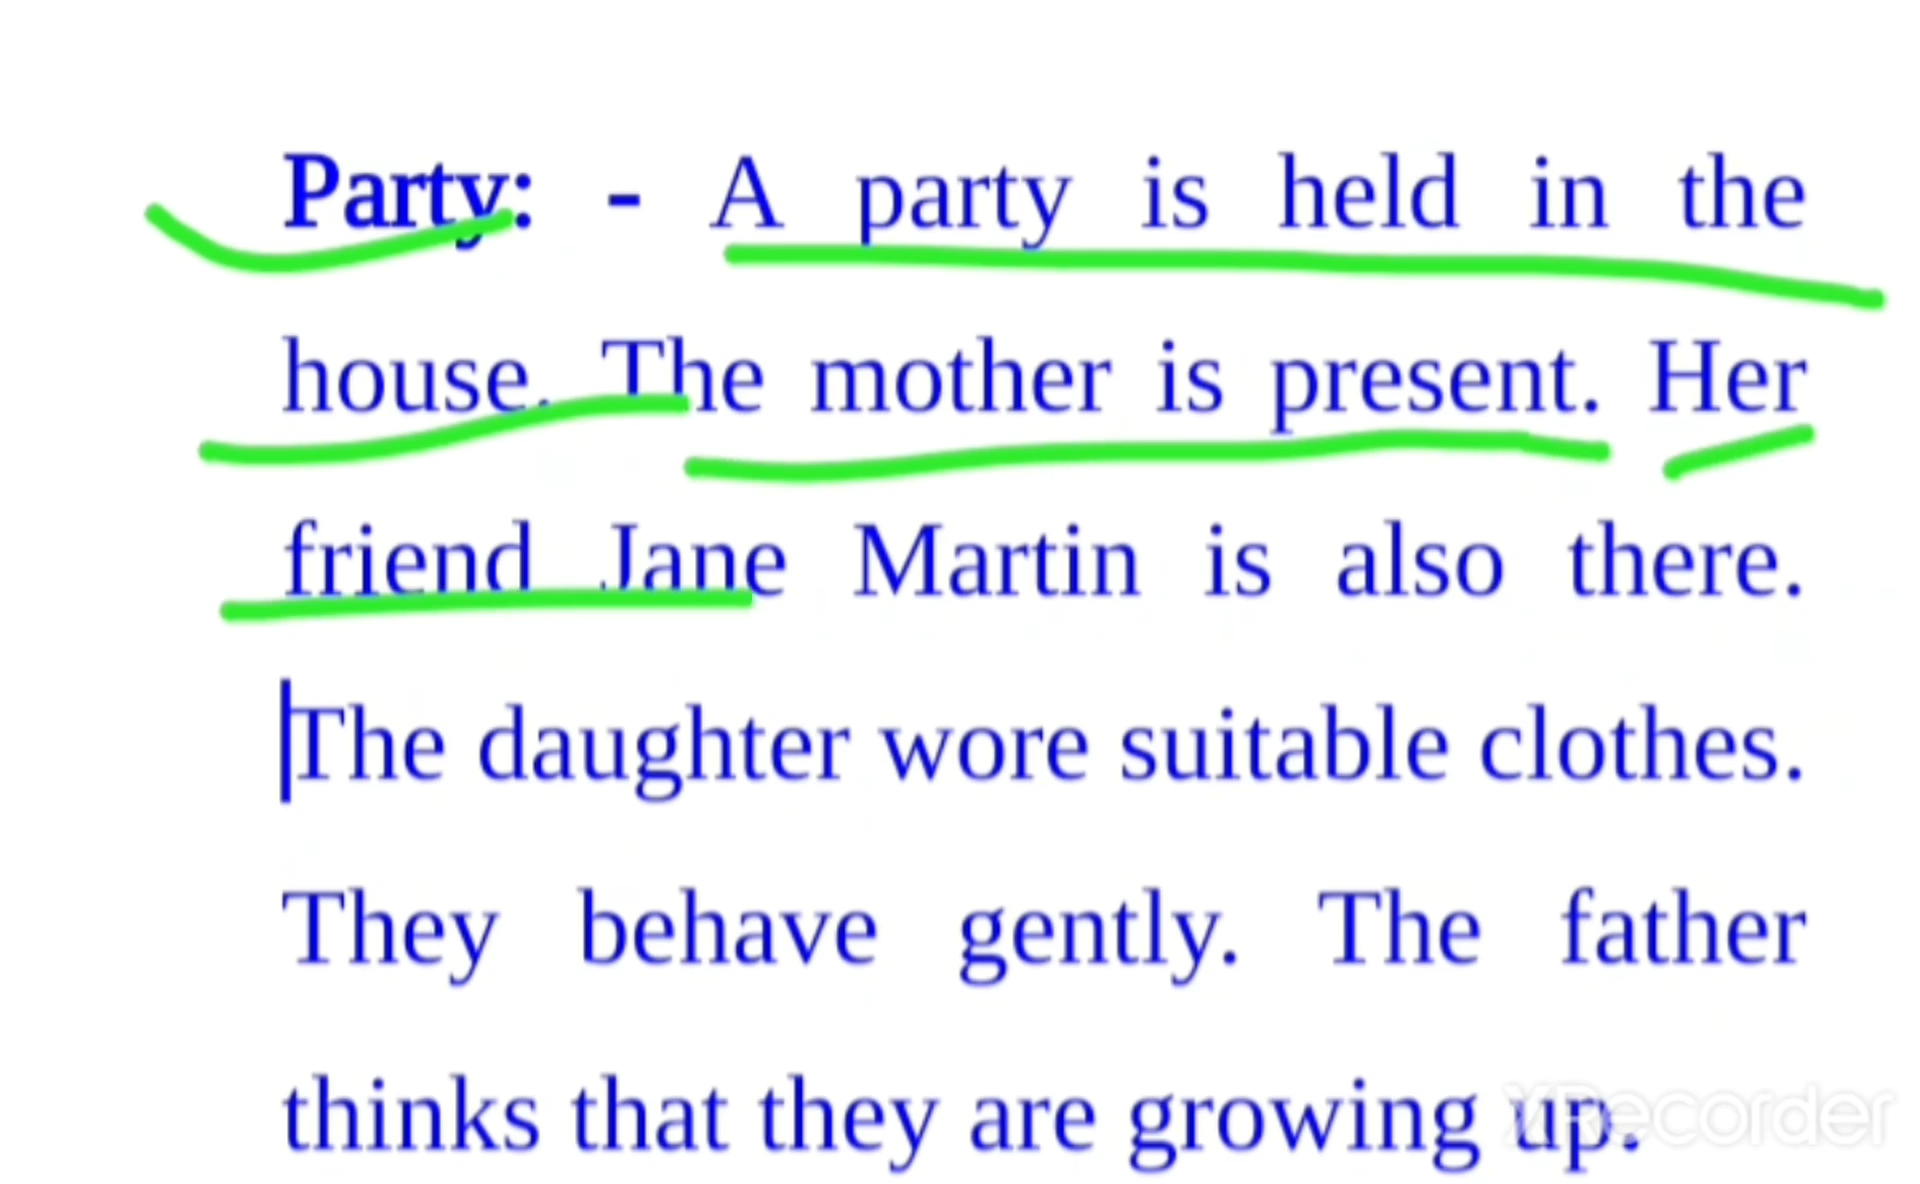 Party: - A party is held in the
house. The mother is present. Her
friend Jane Martin is also there.
The daughter wore suitable clothes.
They behave gently. The father
thinks that they are growing up.
XRecorder